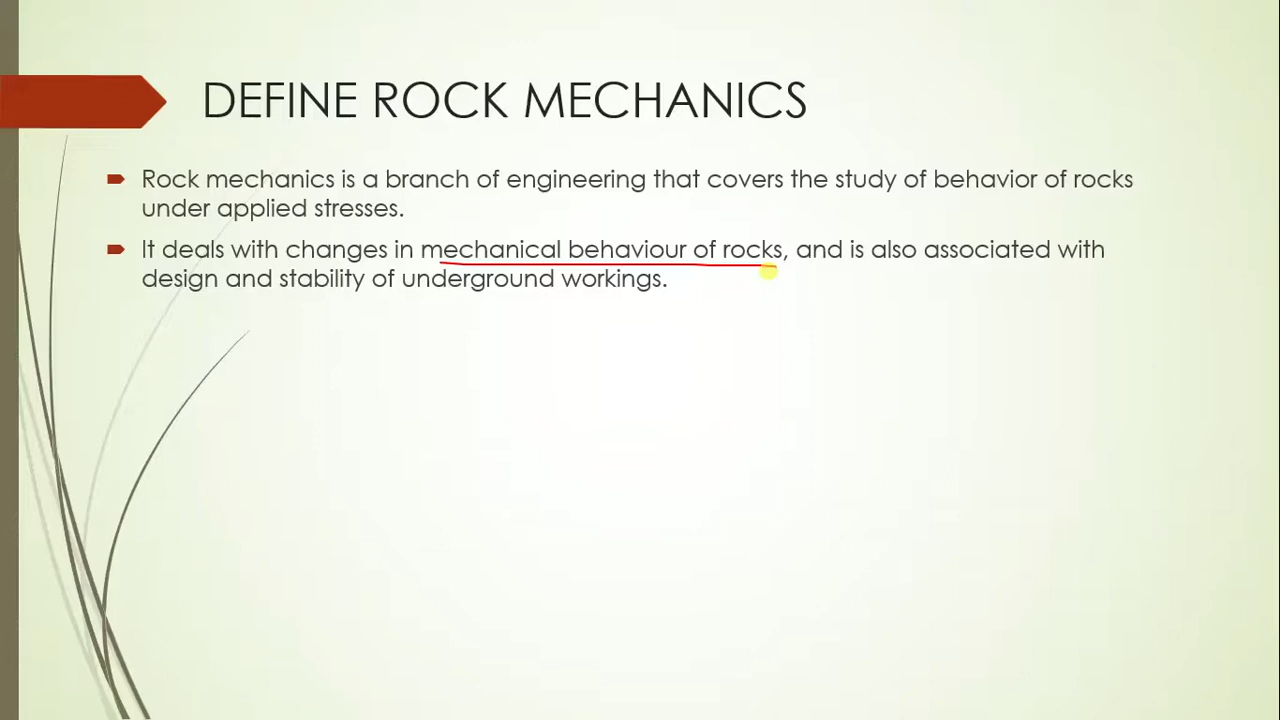 DEFINE ROCK MECHANICS
Rock mechanics is a branch of engineering that covers the study of behavior of rocks
under applied stresses.
It deals with changes in mechanical behaviour of rocks, and is also associated with
design and stability of underground workings.